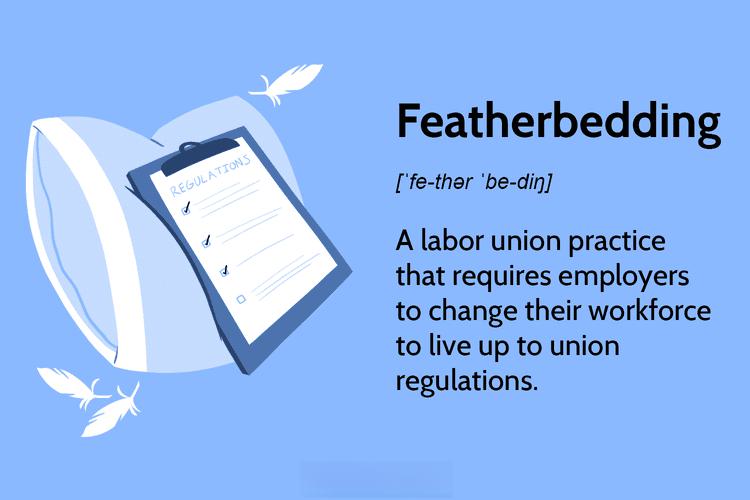 REGULATIONS
Featherbedding
[ˈfe-thər ˈbe-diŋ]
A labor union practice
that requires employers
to change their workforce
to live up to union
regulations.